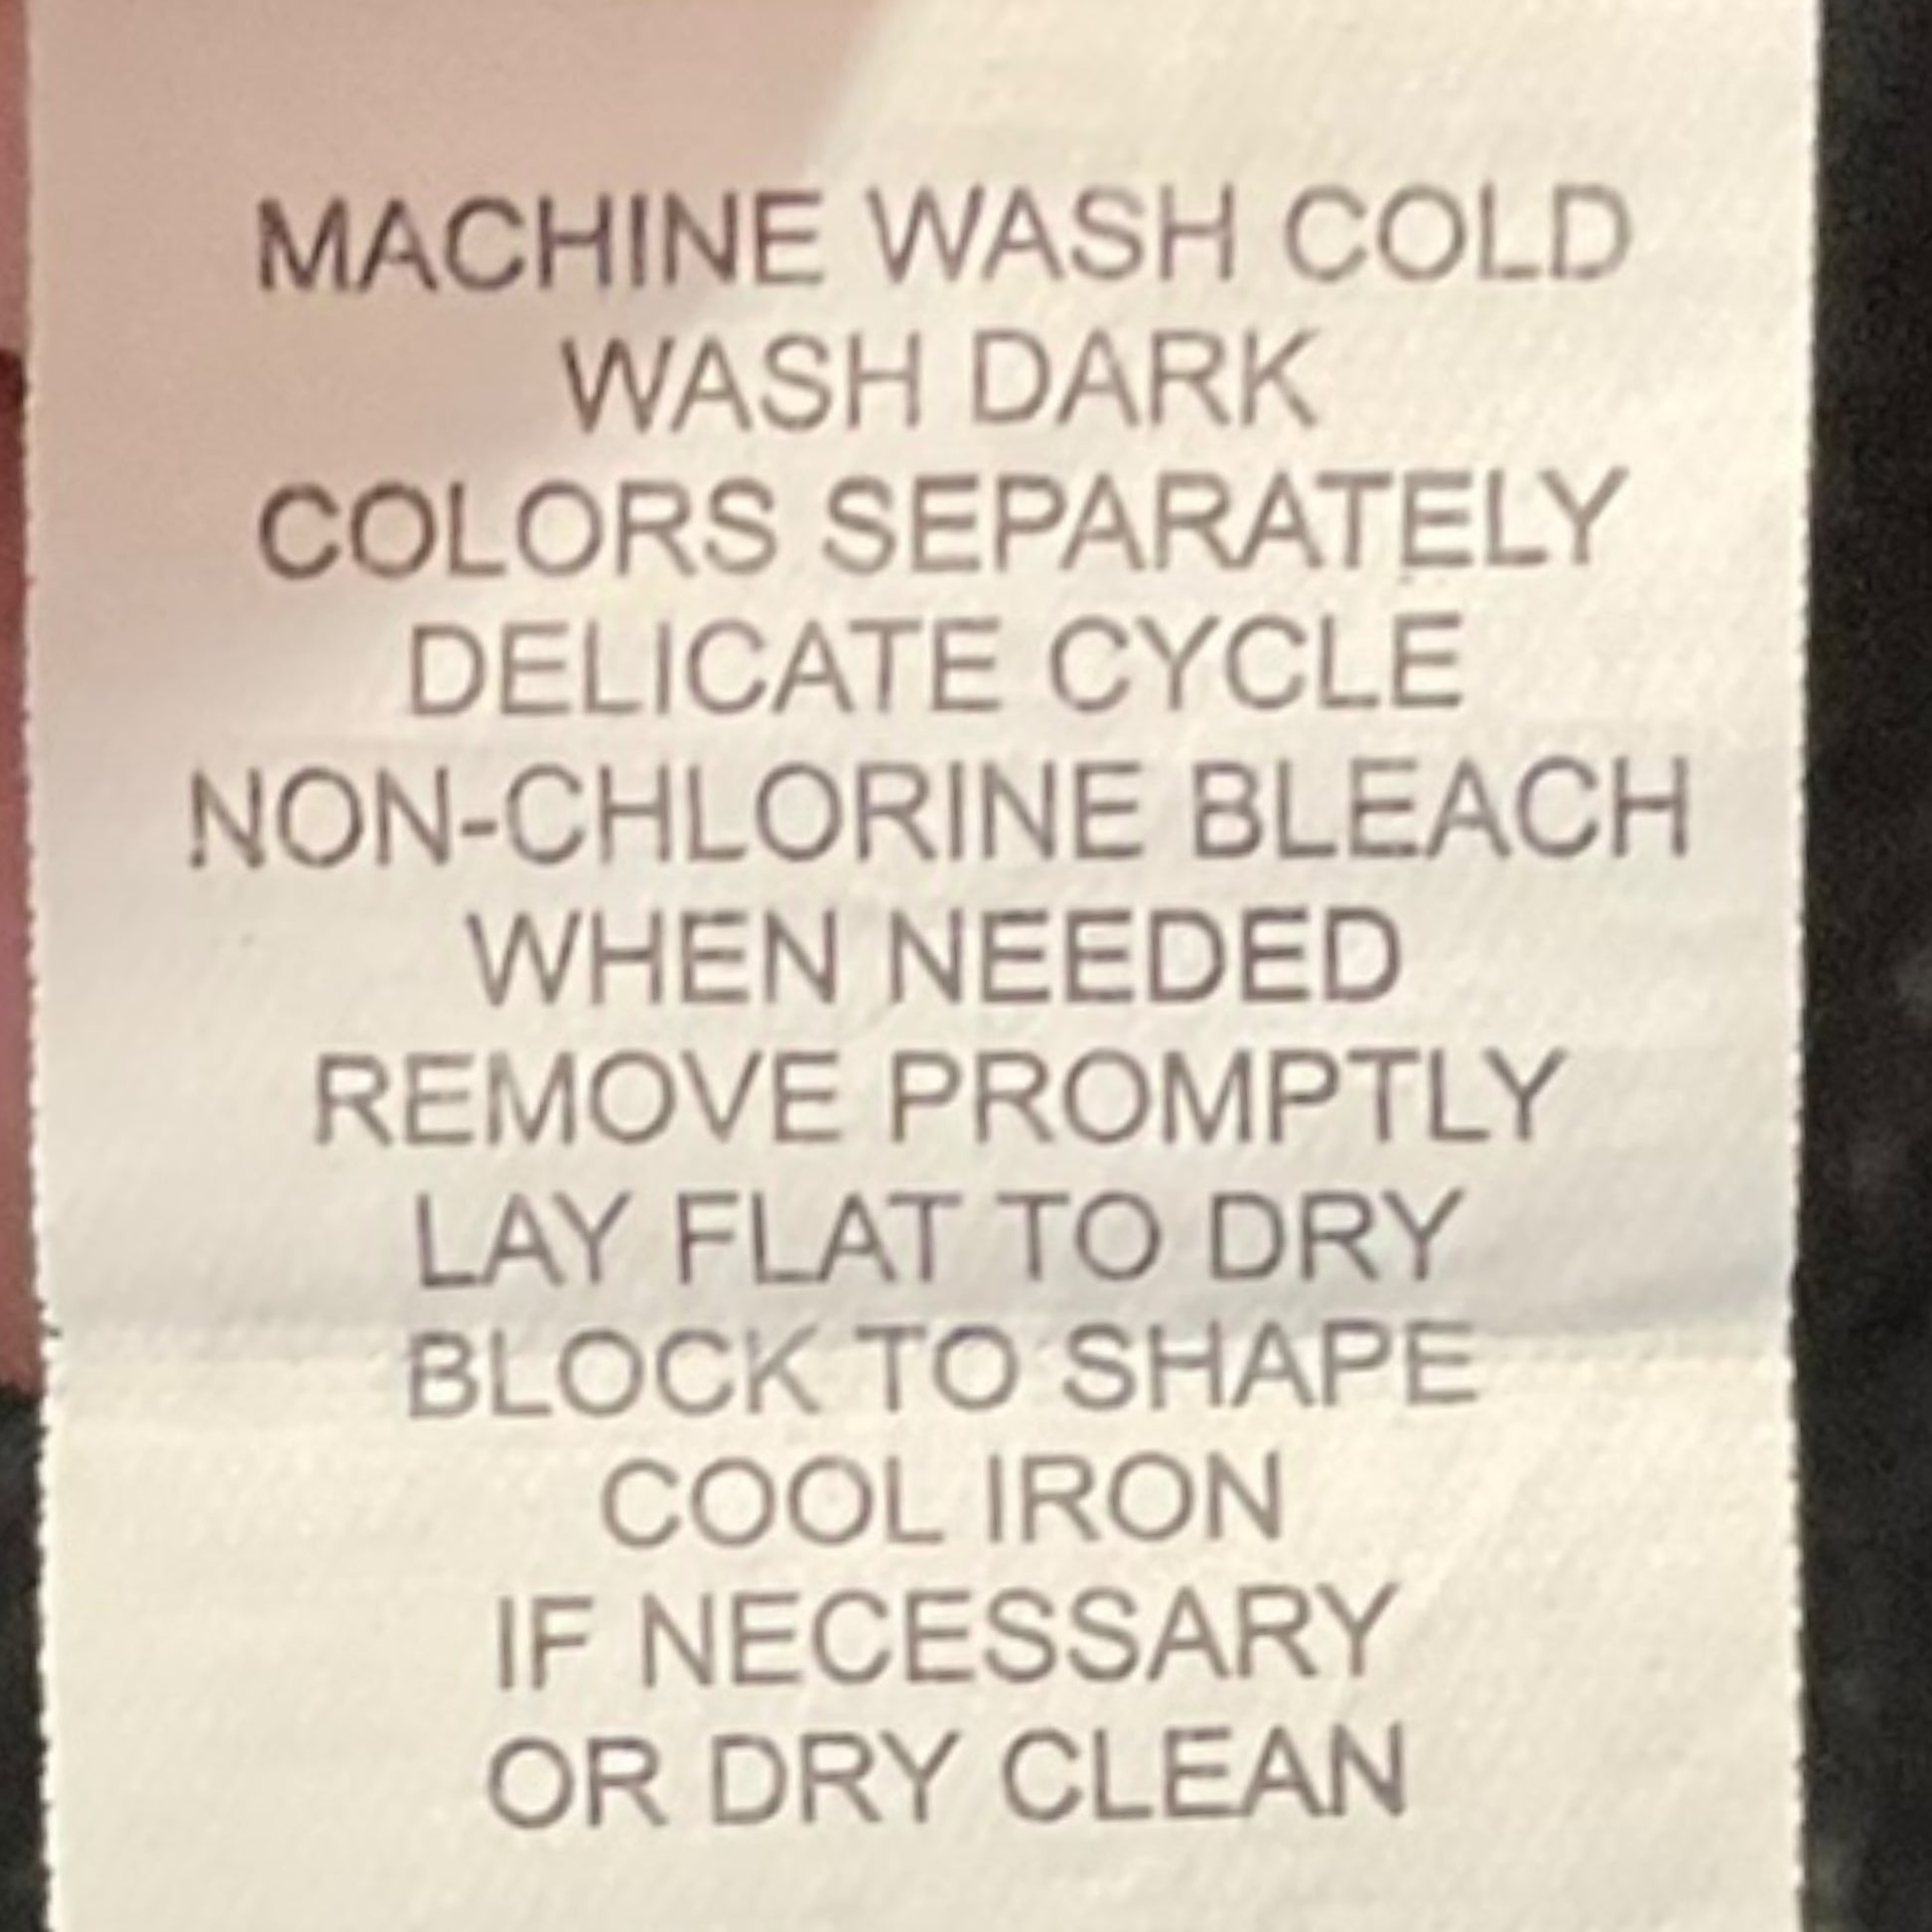 MACHINE WASH COLD
WASH DARK
COLORS SEPARATELY
DELICATE CYCLE
NON-CHLORINE BLEACH
WHEN NEEDED
REMOVE PROMPTLY
LAY FLAT TO DRY
BLOCK TO SHAPE
COOL IRON
IF NECESSARY
OR DRY CLEAN